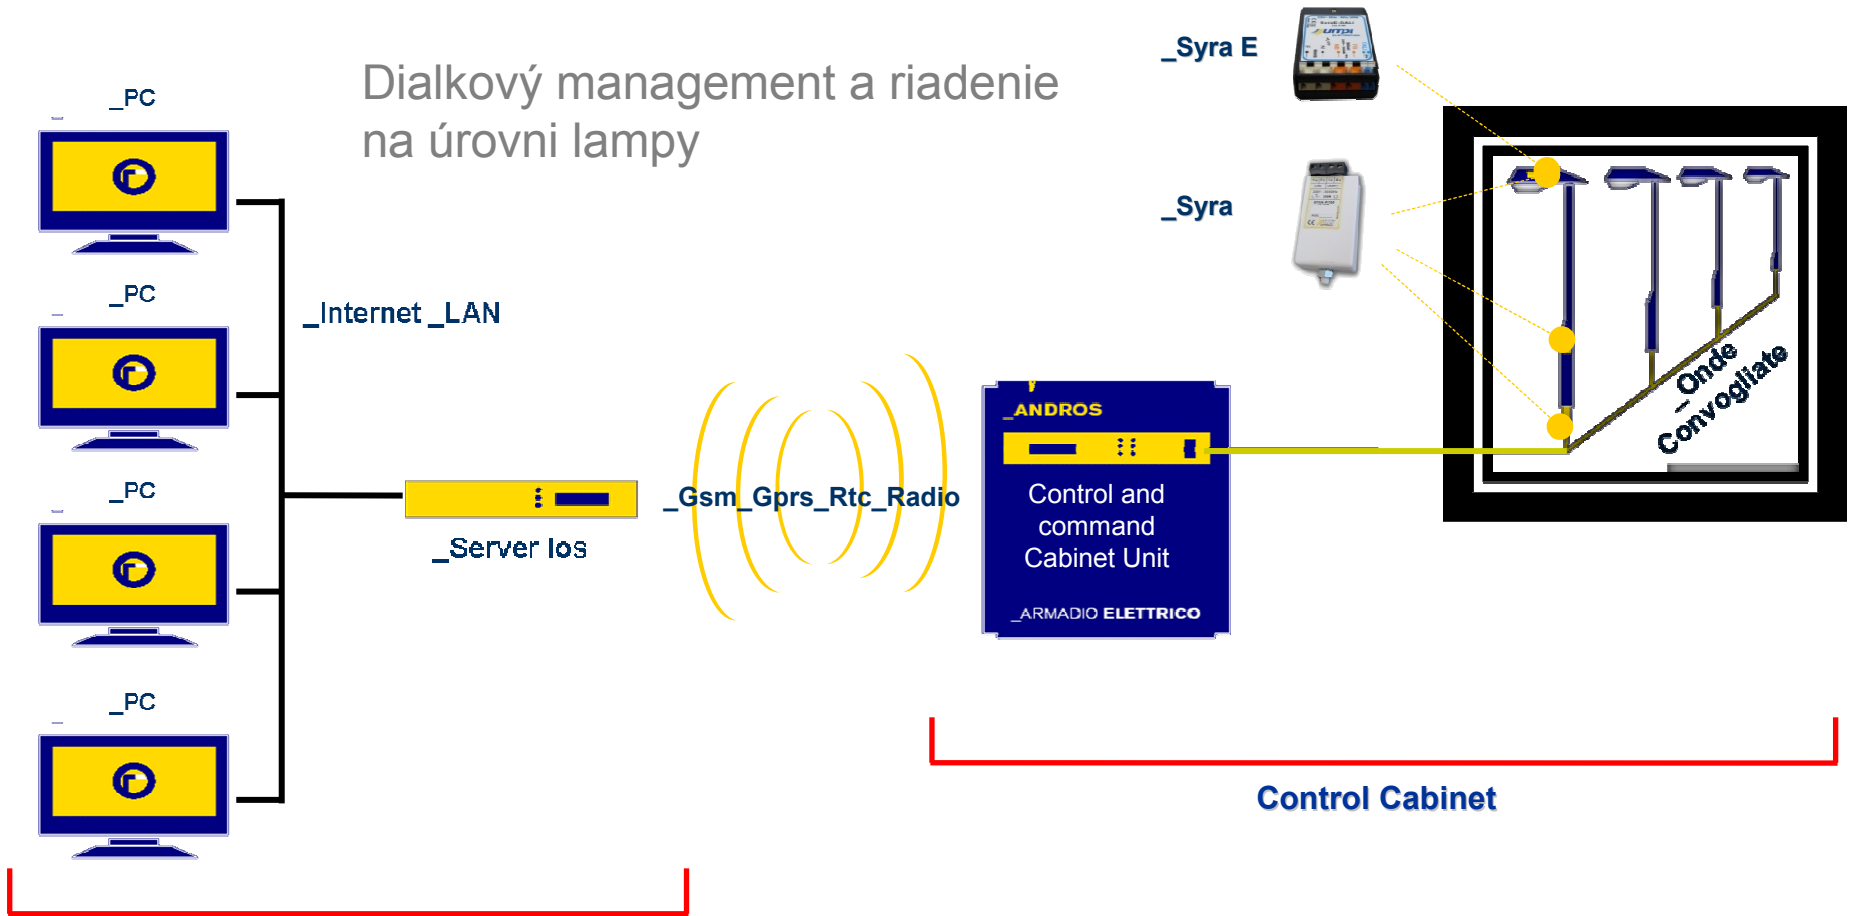 _Syra E
Dialkový management a riadenie
na úrovni lampy
_PC
_Syra
_PC
_Internet _LAN
_Onde
Convogliate
_ANDROS
_PC
_Gsm_Gprs_Rtc_Radio
Control and
command
Cabinet Unit
_Server Ios
_ARMADIO ELETTRICO
_PC
Control Cabinet